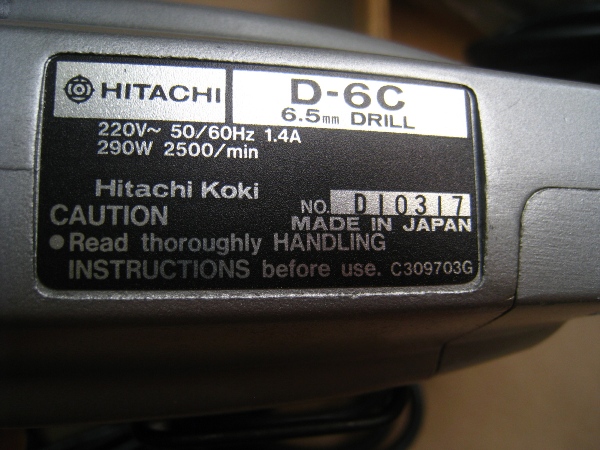 HITACHI
D-6C
6.5mm DRILL
220V~ 50/60Hz 1.4A
290W 2500/min
Hitachi Koki
NO. D10317
CAUTION
MADE IN JAPAN
●Read thoroughly HANDLING
INSTRUCTIONS before use. C309703G